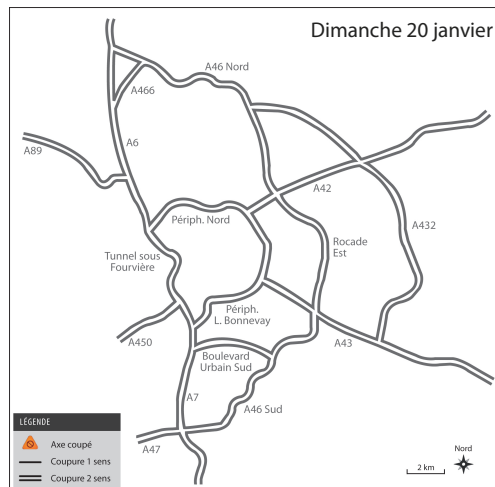 Dimanche 20 janvier
A46 Nord
A466
A6
A89
A42
Périph. Nord
A432
Rocade
Est
Tunnel sous
Fourvière
Périph.
L. Bonnevay
A450
A43
Boulevard
Urbain Sud
A7
A46 Sud
A47
LÉGENDE
Axe coupé
Coupure 1 sens
Coupure 2 sens
2 km
Nord